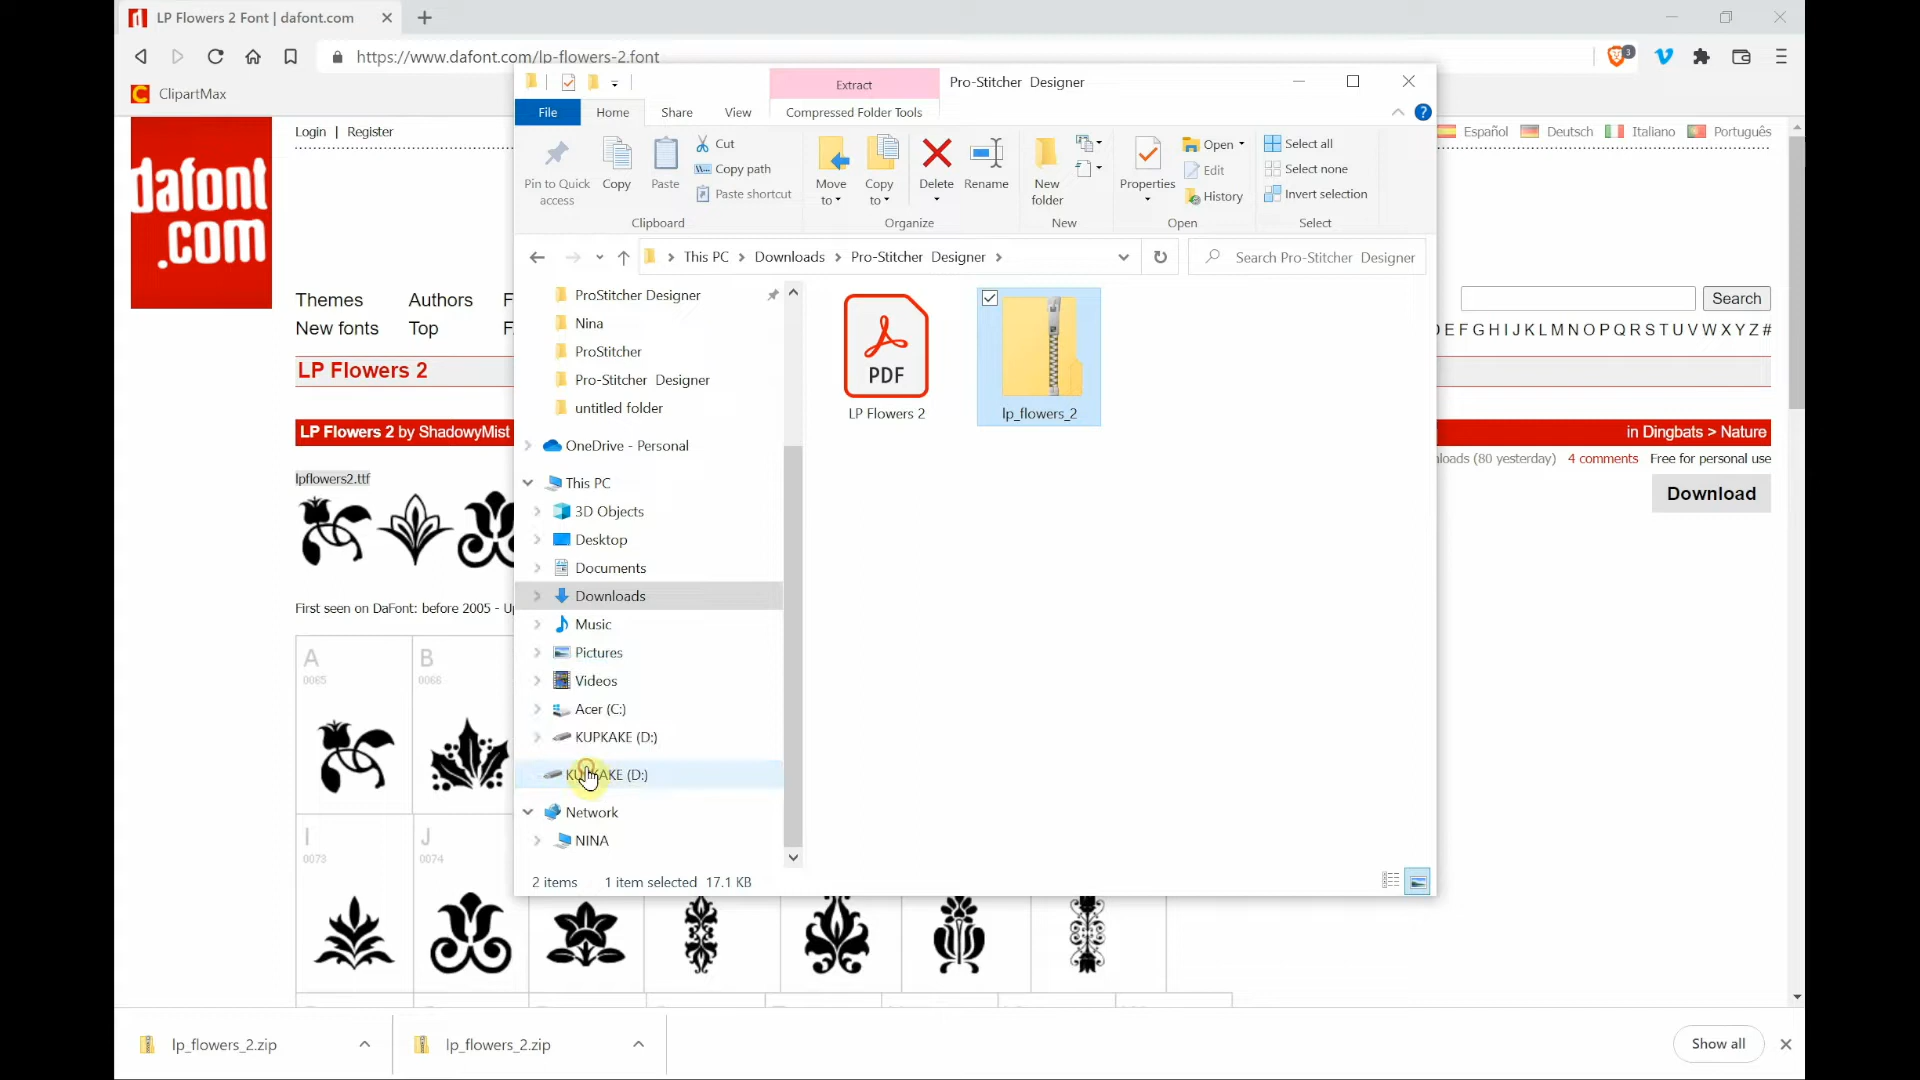 LP Flowers 2 Font | dafont.com
https://www.dafont.com/lp-flowers-2.font
3
ClipartMax
Extract
Pro-Stitcher Designer
File
Home
Share
View
Compressed Folder Tools
Pin to Quick access
Copy
Paste
Cut
Copy path
Paste shortcut
Clipboard
Move to
Copy to
Delete
Rename
Organize
New folder
New
Properties
Open
Edit
History
Open
Select all
Select none
Invert selection
Select
This PC > Downloads > Pro-Stitcher Designer >
Search Pro-Stitcher Designer
ProStitcher Designer
Nina
ProStitcher
Pro-Stitcher Designer
untitled folder
OneDrive - Personal
This PC
3D Objects
Desktop
Documents
Downloads
Music
Pictures
Videos
Acer (C:)
KUPKAKE (D:)
KUPKAKE (D:)
Network
NINA
PDF
LP Flowers 2
lp_flowers_2
2 items
1 item selected 17.1 KB
dafont
.com
Login | Register
Español
Deutsch
Italiano
Português
Themes
Authors
F
New fonts
Top
F
Search
E F G H I J K L M N O P Q R S T U V W X Y Z #
LP Flowers 2
LP Flowers 2 by ShadowyMist
in Dingbats > Nature
(80 yesterday)
4 comments
Free for personal use
Download
lpflowers2.ttf
First seen on DaFont: before 2005 -
A
0065
B
0066
I
0073
J
0074
lp_flowers_2.zip
lp_flowers_2.zip
Show all